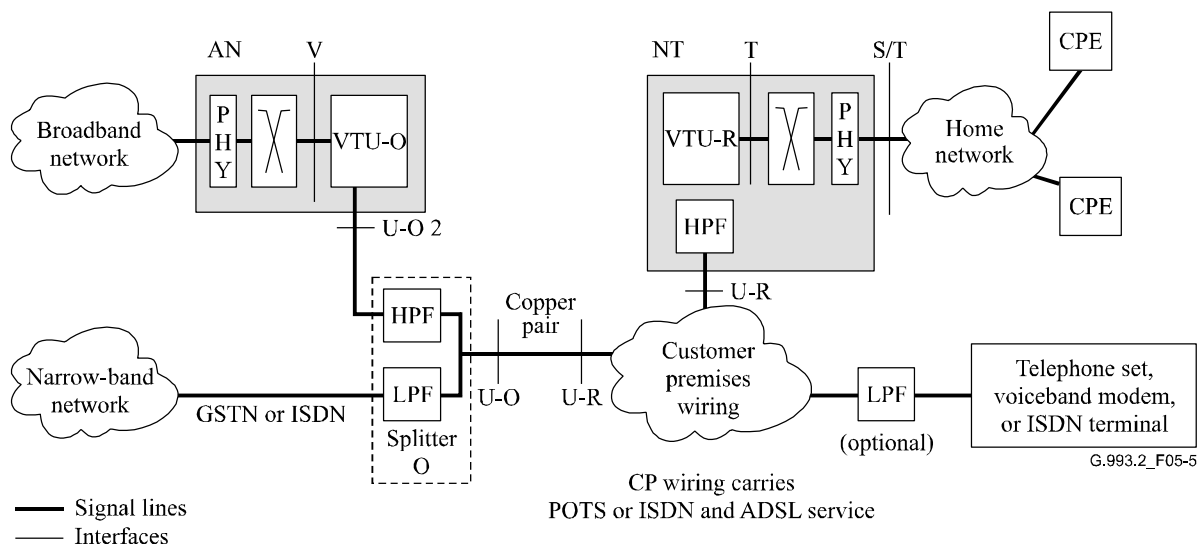 AN
V
NT
T
S/T
CPE
Broadband
network
P
H
Y
VTU-O
VTU-R
P
H
Y
Home
network
CPE
U-O 2
HPF
U-R
HPF
Copper
pair
Customer
premises
wiring
Narrow-band
network
GSTN or ISDN
LPF
U-O
U-R
LPF
(optional)
Telephone set,
voiceband modem,
or ISDN terminal
Splitter
O
G.993.2_F05-5
CP wiring carries
POTS or ISDN and ADSL service
Signal lines
Interfaces